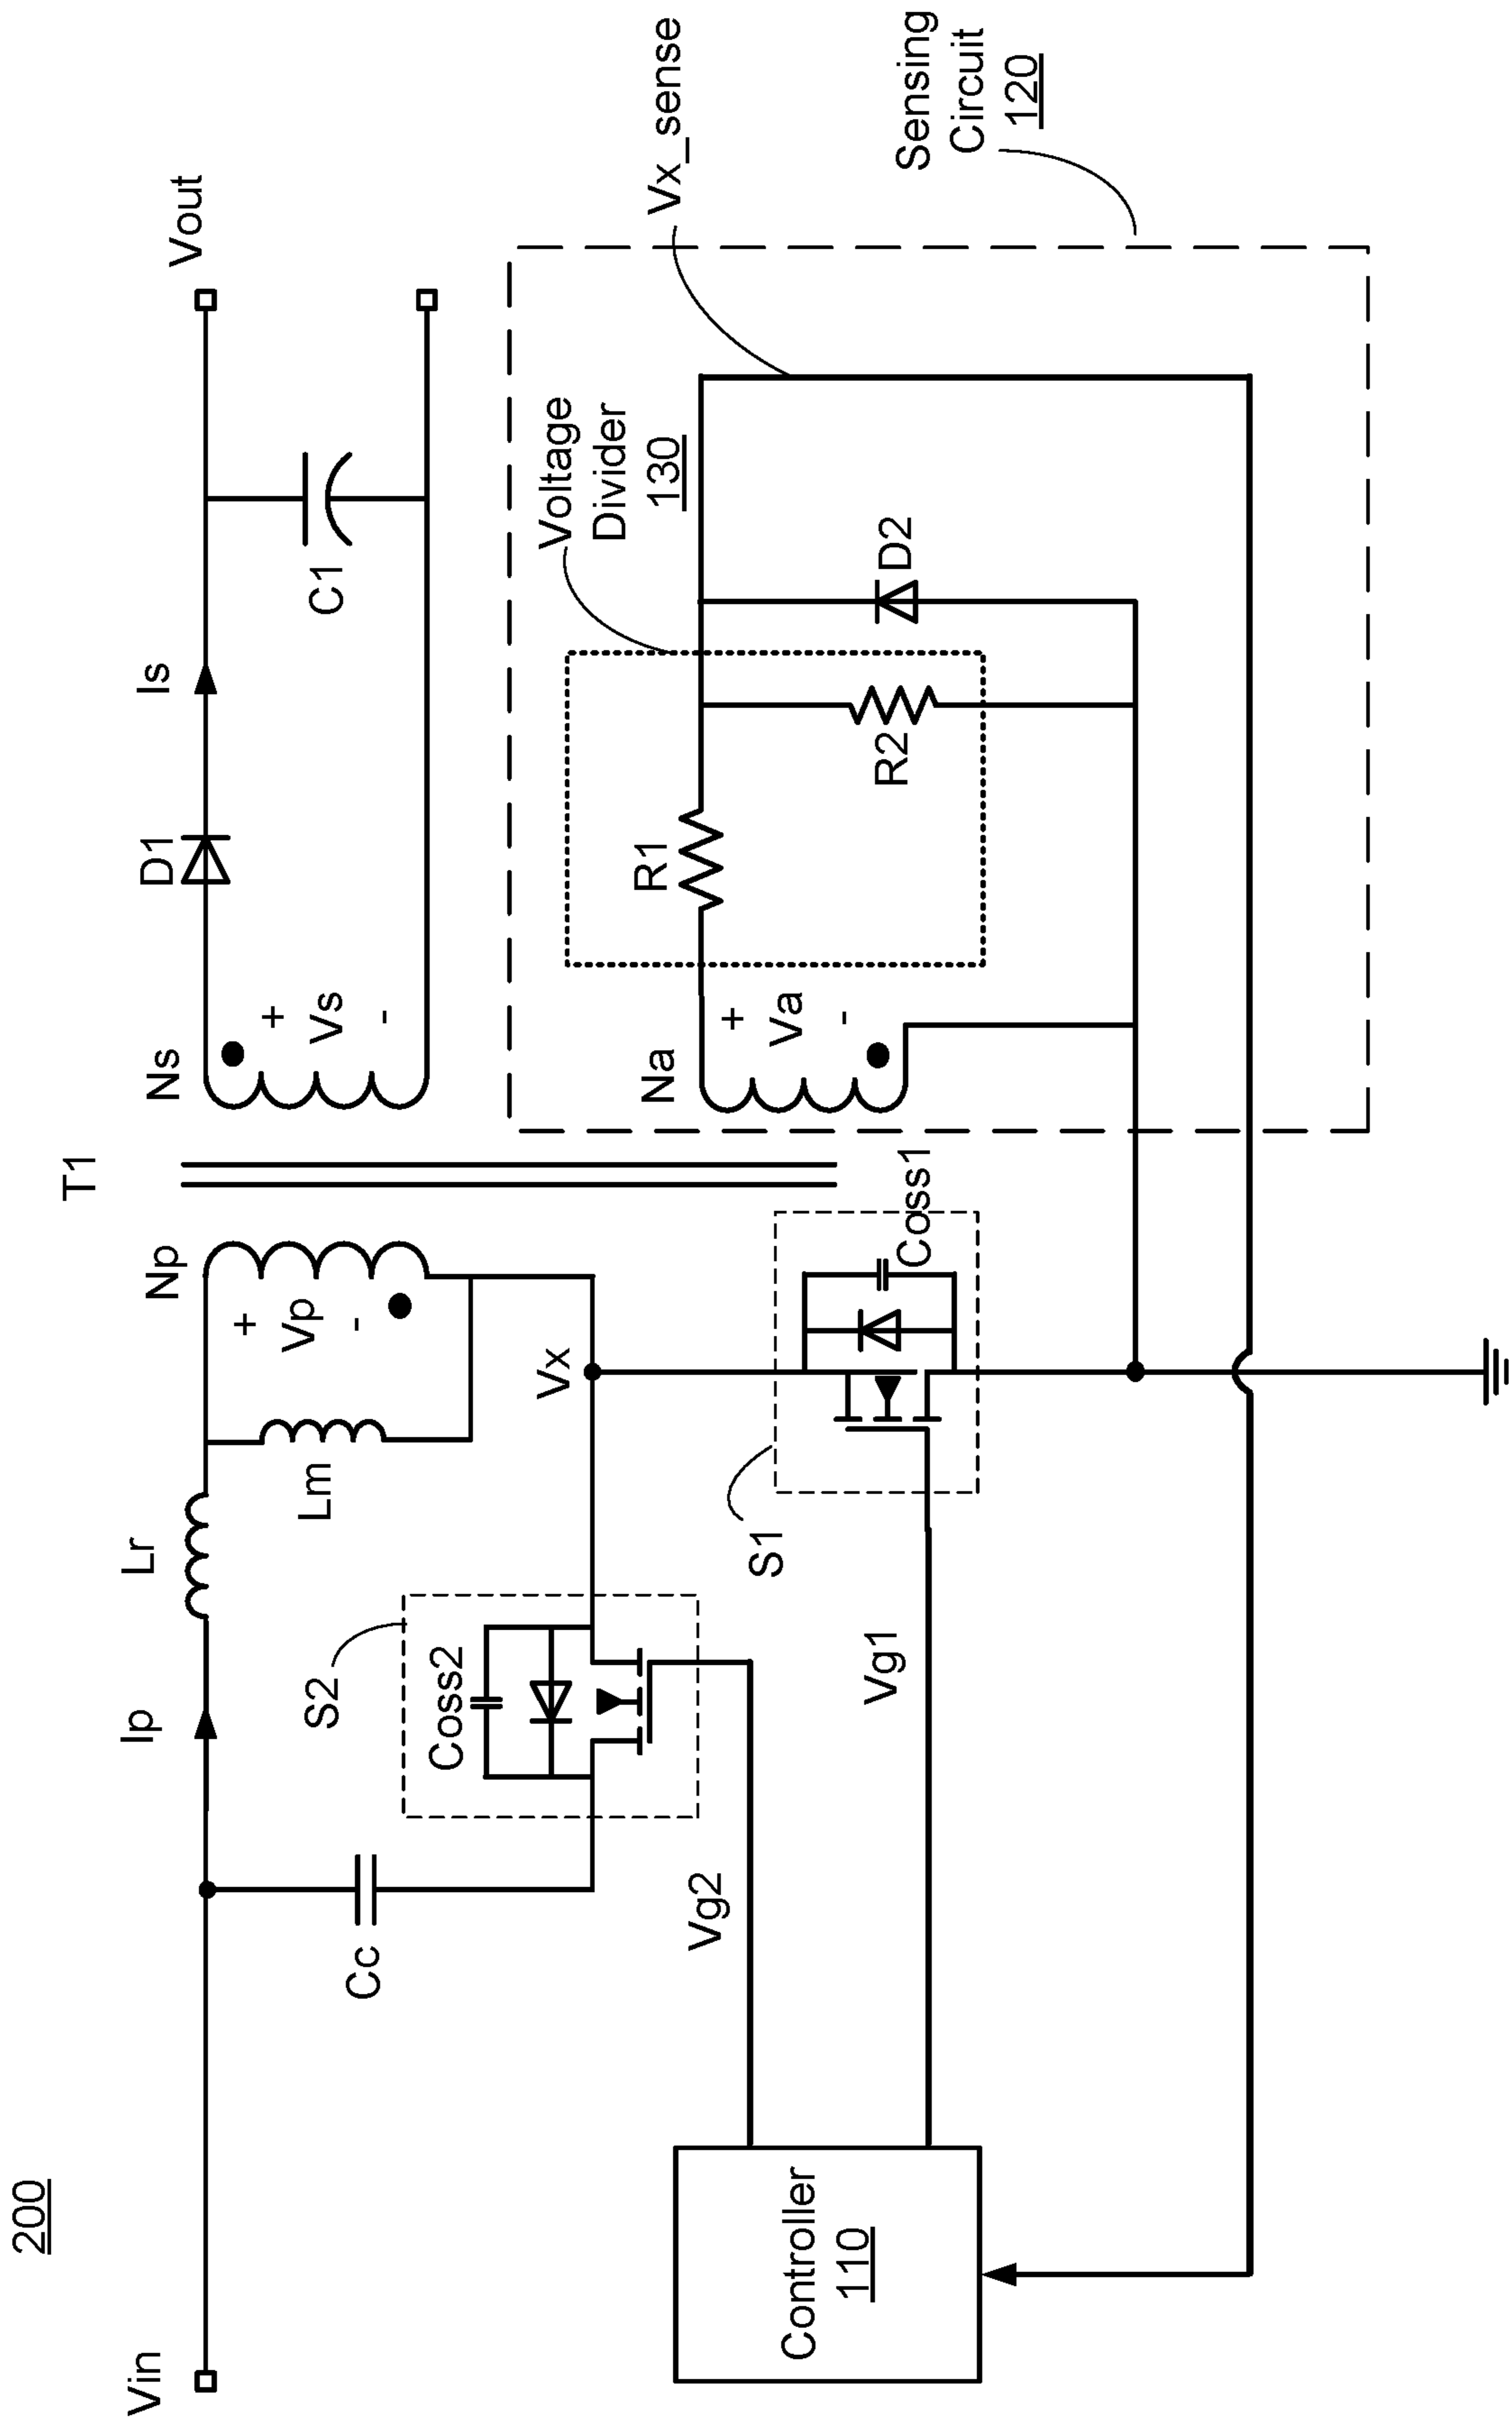 200
Vin
Ip
Lr
T1
Np
+
Vp
-
Lm
Ns
+
Vs
-
D1
Is
C1
Vout
Cc
S2
Coss2
Vx
Vg2
Vg1
S1
Coss1
Controller
110
Na
+
Va
-
R1
R2
Voltage
Divider
130
D2
Vx_sense
Sensing
Circuit
120